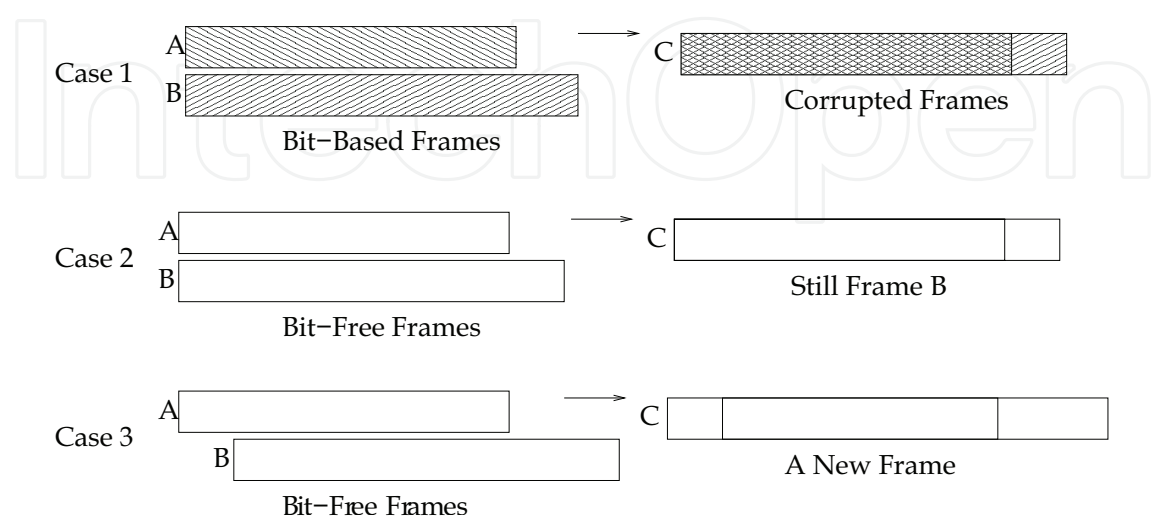 InTechOpen
A
C
Case 1
B
Corrupted Frames
Bit−Based Frames
A
C
Case 2
B
Still Frame B
Bit−Free Frames
A
C
Case 3
B
A New Frame
Bit−Free Frames